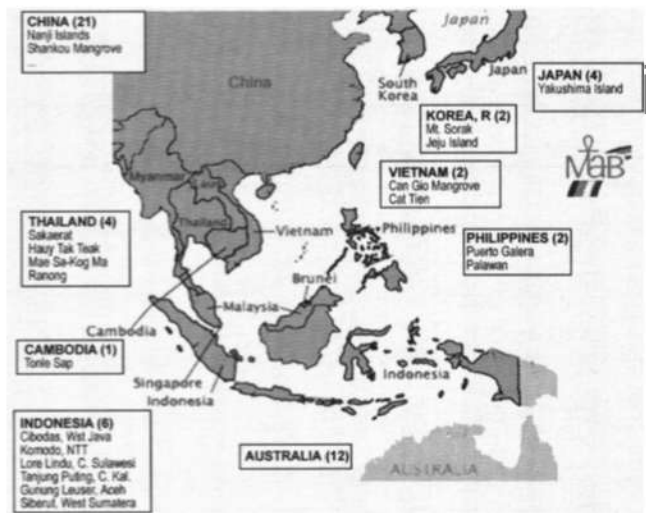 CHINA (21)
Nanji Islands
Shankou Mangrove
...
Japan
China
South
Korea
Japan
JAPAN (4)
Yakushima Island
KOREA, R (2)
Mt. Sorak
Jeju Island
MaB
VIETNAM (2)
Can Gio Mangrove
Cat Tien
Myanmar
Laos
Thailand
THAILAND (4)
Sakaerat
Hauy Tak Teak
Mae Sa-Kog Ma
Ranong
Vietnam
Philippines
PHILIPPINES (2)
Puerto Galera
Palawan
Brunei
Malaysia
Cambodia
CAMBODIA (1)
Tonle Sap
Singapore
Indonesia
Indonesia
INDONESIA (6)
Cibodas, Wst Java
Komodo, NTT
Lore Lindu, C. Sulawesi
Tanjung Puting, C. Kal.
Gunung Leuser, Aceh
Siberut, West Sumatera
AUSTRALIA (12)
AUSTRALIA